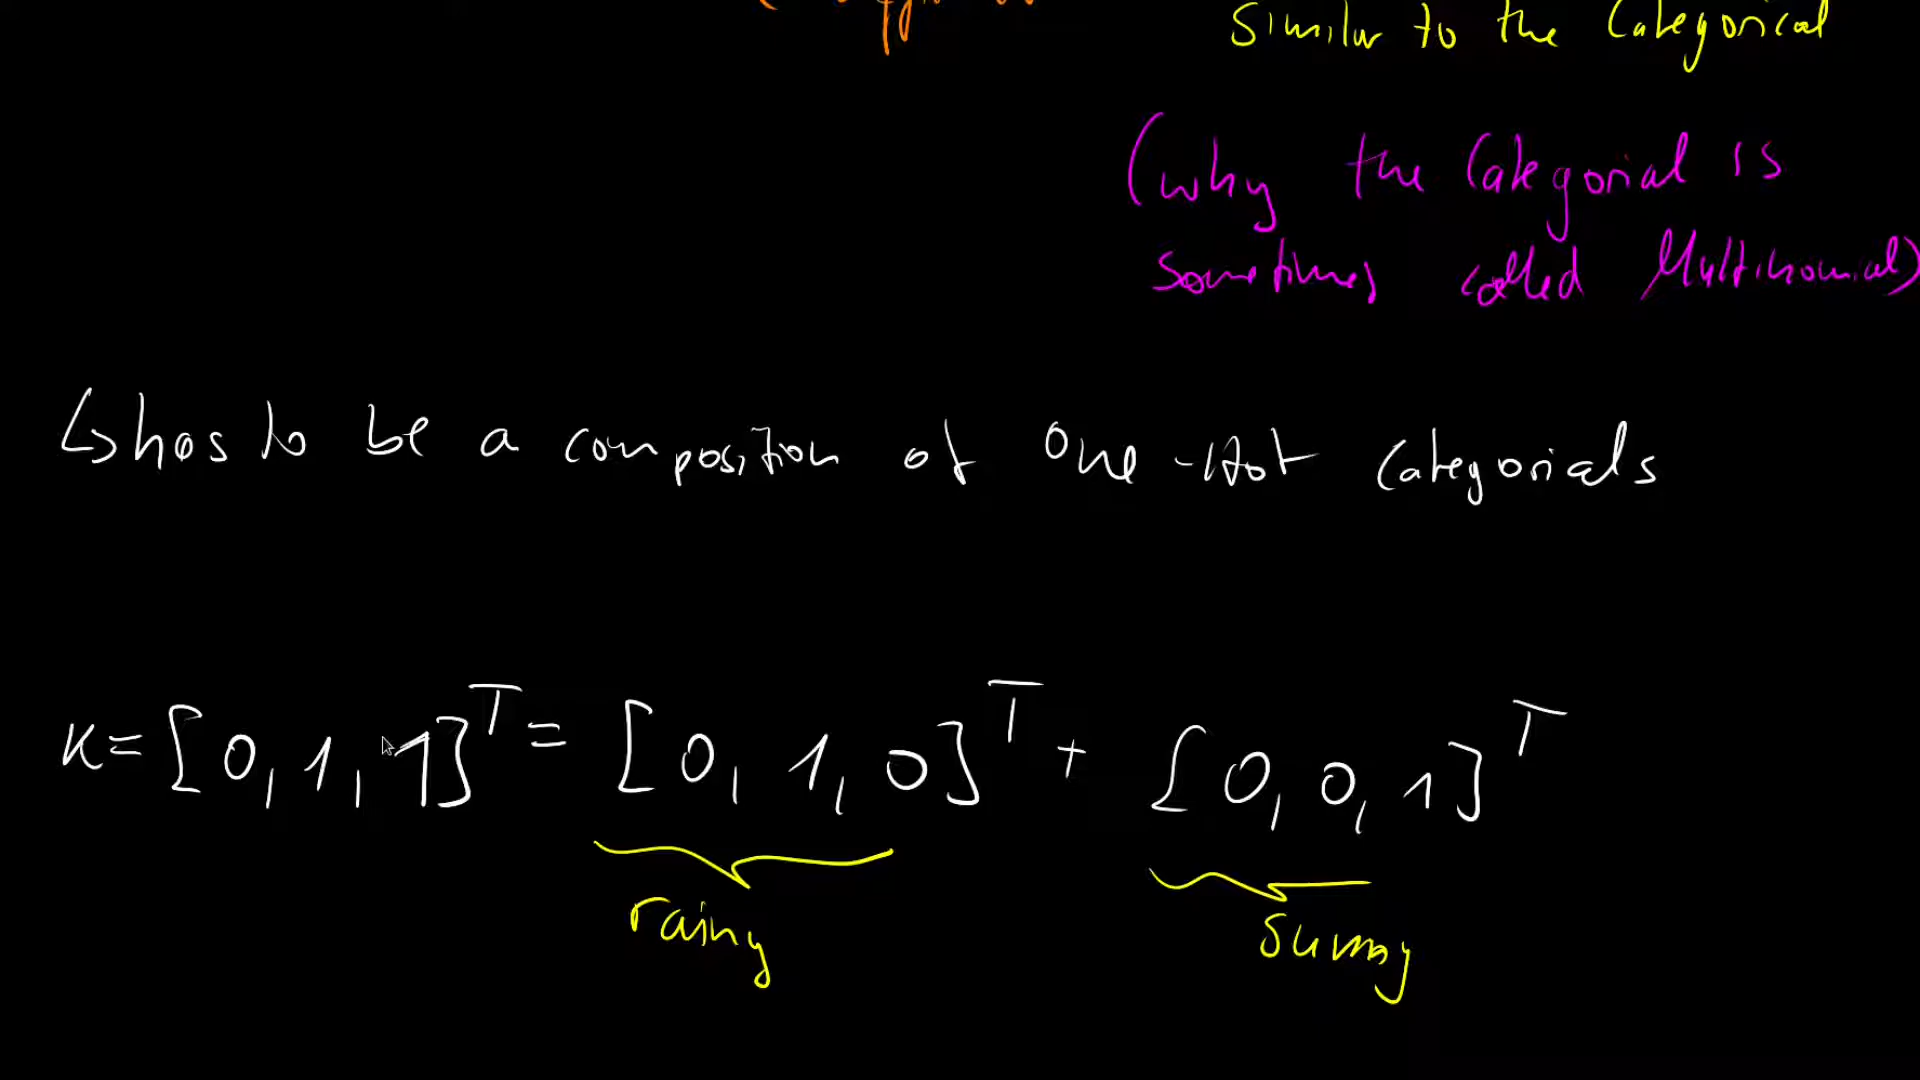 Similar to the Categorical
(why the Categorial is
sometimes called Multinomial)
↳ has to be a composition of One-Hot Categorials
K = [0, 1, 1]^T = [0, 1, 0]^T + [0, 0, 1]^T
rainy sunny